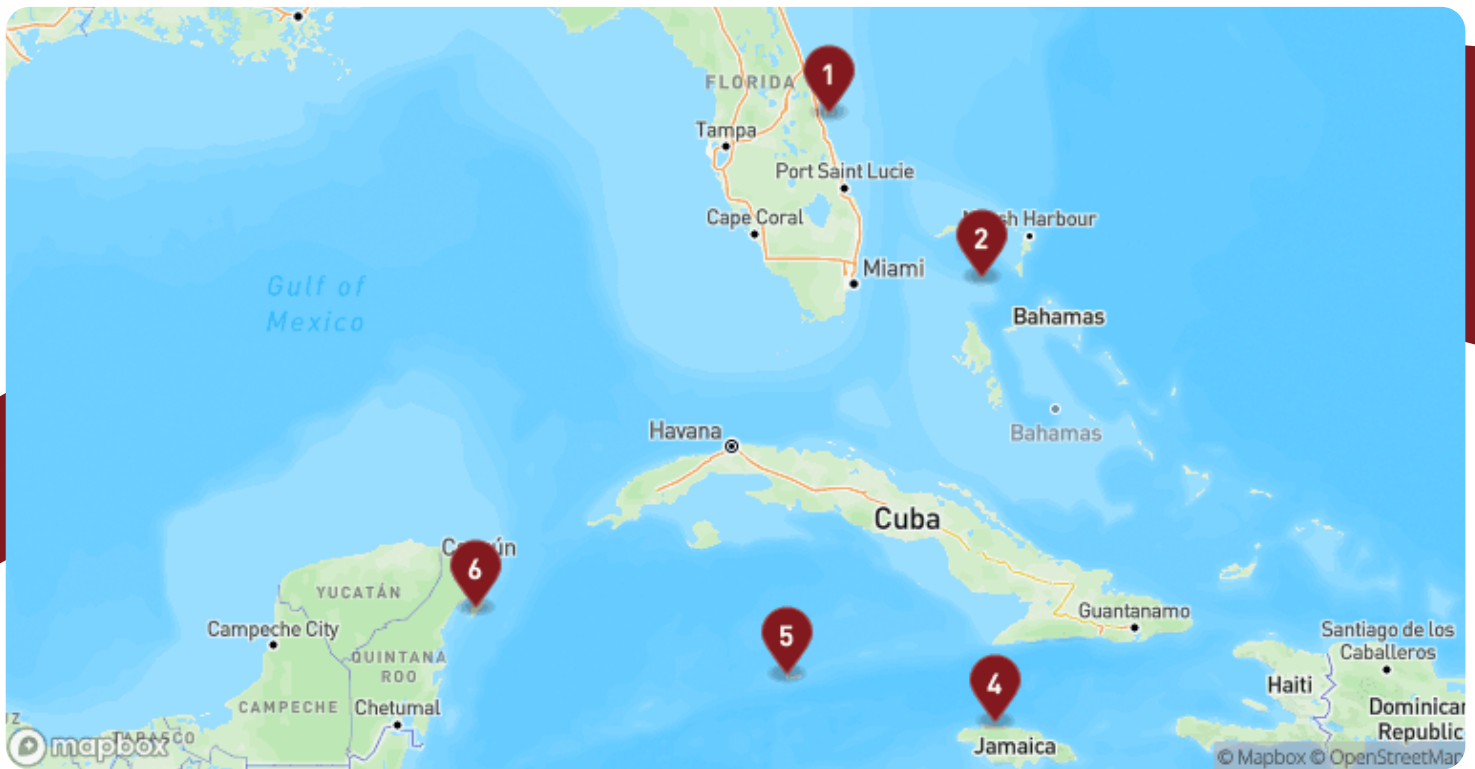 FLORIDA
1
Tampa
Port Saint Lucie
Cape Coral
sh Harbour
2
Miami
Gulf of
Mexico
Bahamas
Havana
Bahamas
Cuba
6
YUCATÁN
Campeche City
QUINTANA
ROO
CAMPECHE
Chetumal
5
Guantanamo
4
Jamaica
Santiago de los
Caballeros
Haiti
Dominican
Republic
mapbox
© Mapbox © OpenStreetMap